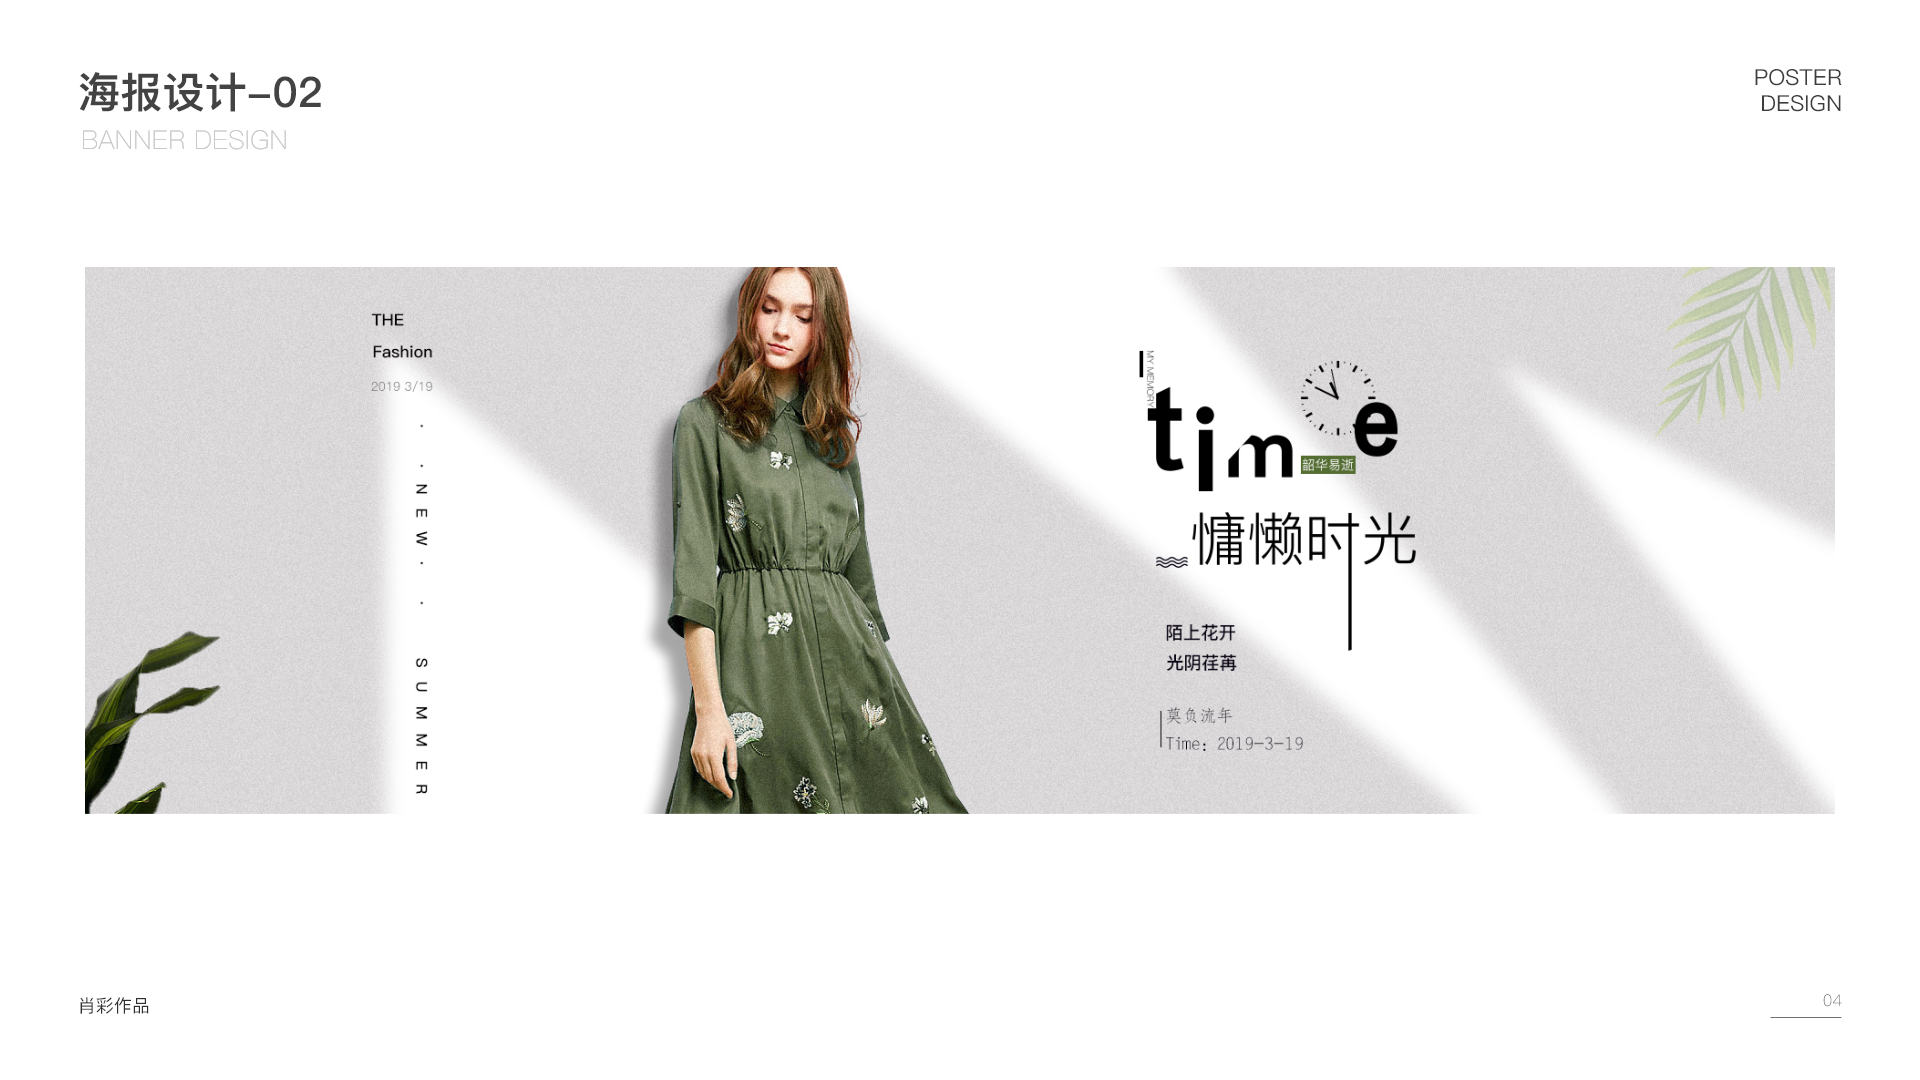 海报设计-02
BANNER DESIGN
POSTER
DESIGN
THE
Fashion
2019 3/19
· · NEW · · SUMMER
MY MEMORY
time
韶华易逝
慵懒时光
陌上花开
光阴荏苒
莫负流年
Time: 2019-3-19
肖彩作品
04